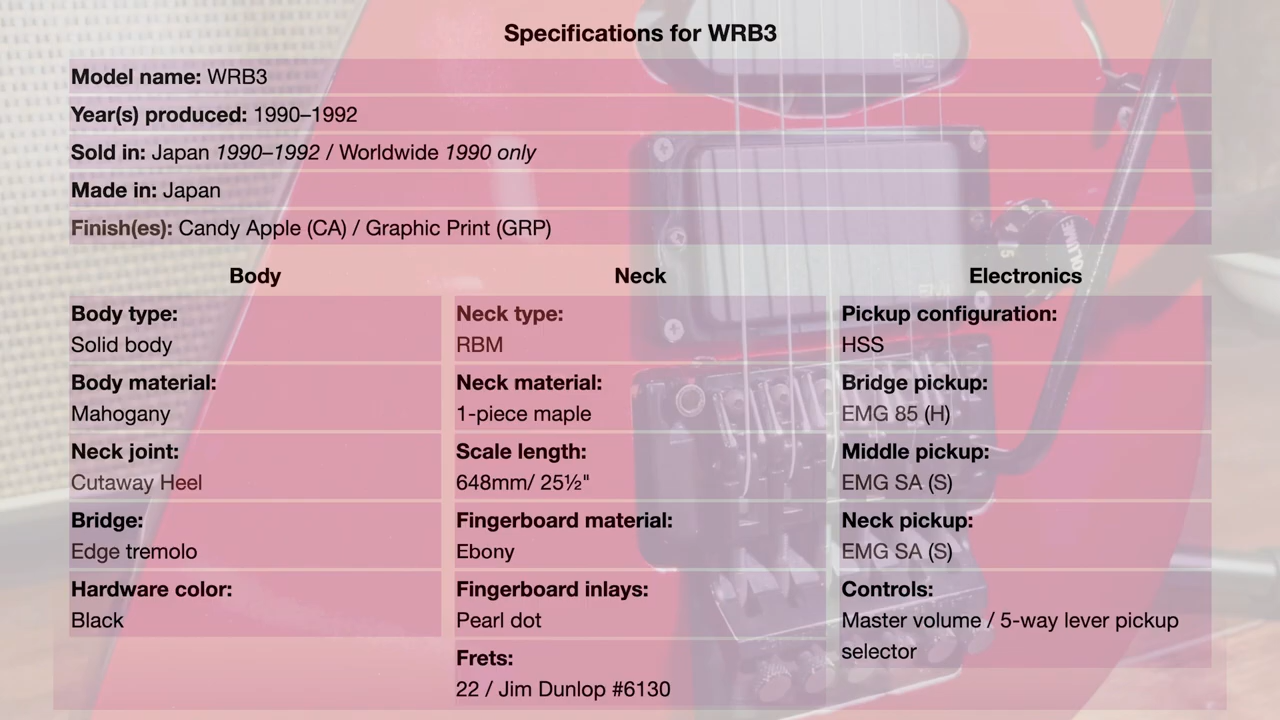 Specifications for WRB3
Model name: WRB3
Year(s) produced: 1990–1992
Sold in: Japan 1990–1992 / Worldwide 1990 only
Made in: Japan
Finish(es): Candy Apple (CA) / Graphic Print (GRP)
Body
Body type:
Solid body
Body material:
Mahogany
Neck joint:
Cutaway Heel
Bridge:
Edge tremolo
Hardware color:
Black
Neck
Neck type:
RBM
Neck material:
1-piece maple
Scale length:
648mm/ 25½"
Fingerboard material:
Ebony
Fingerboard inlays:
Pearl dot
Frets:
22 / Jim Dunlop #6130
Electronics
Pickup configuration:
HSS
Bridge pickup:
EMG 85 (H)
Middle pickup:
EMG SA (S)
Neck pickup:
EMG SA (S)
Controls:
Master volume / 5-way lever pickup
selector
EMG
VOLUME